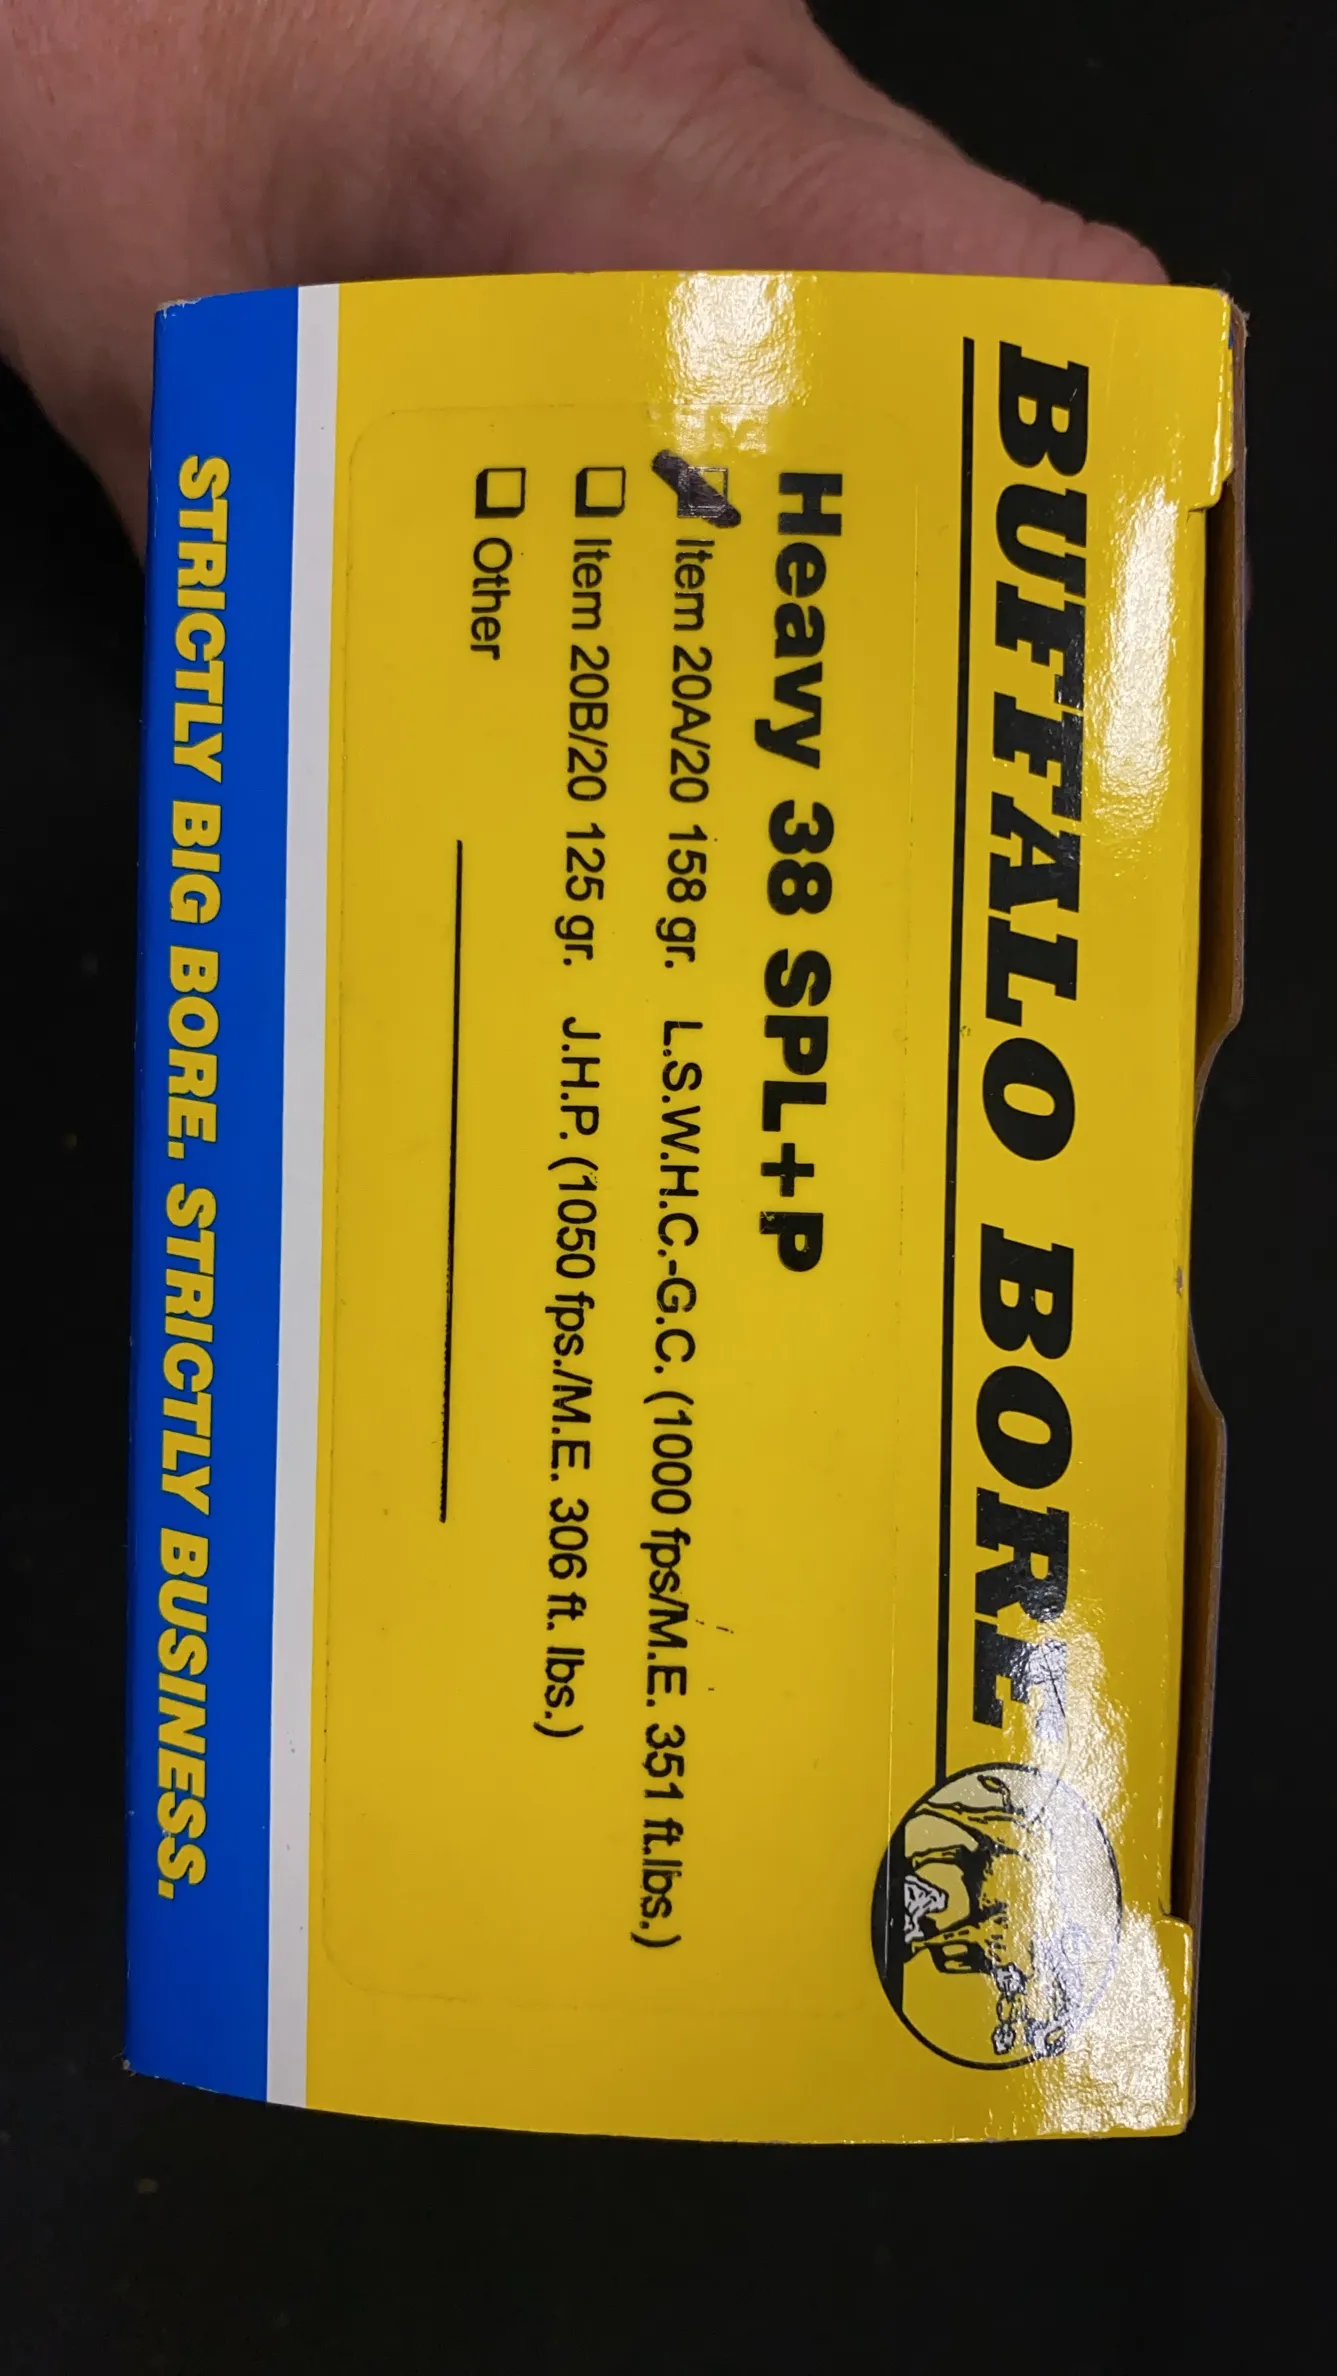 BUFFALO BORE
Heavy 38 SPL+P
Item 20A/20 158 gr. L.S.W.H.C.-G.C. (1000 fps/M.E. 351 ft.lbs.)
Item 20B/20 125 gr. J.H.P. (1050 fps./M.E. 306 ft. lbs.)
Other
STRICTLY BIG BORE. STRICTLY BUSINESS.